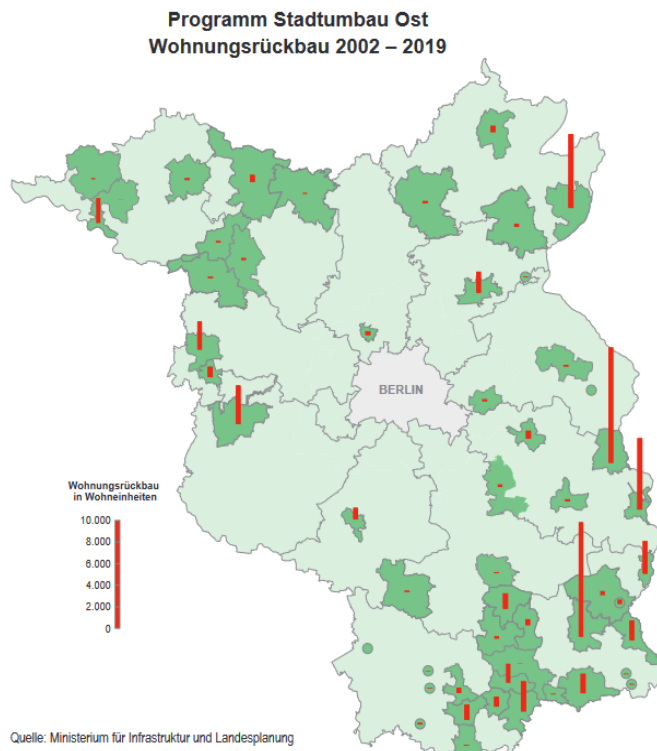 Programm Stadtumbau Ost
Wohnungsrückbau 2002 – 2019
BERLIN
Wohnungsrückbau
in Wohneinheiten
10.000
8.000
6.000
4.000
2.000
0
Quelle: Ministerium für Infrastruktur und Landesplanung